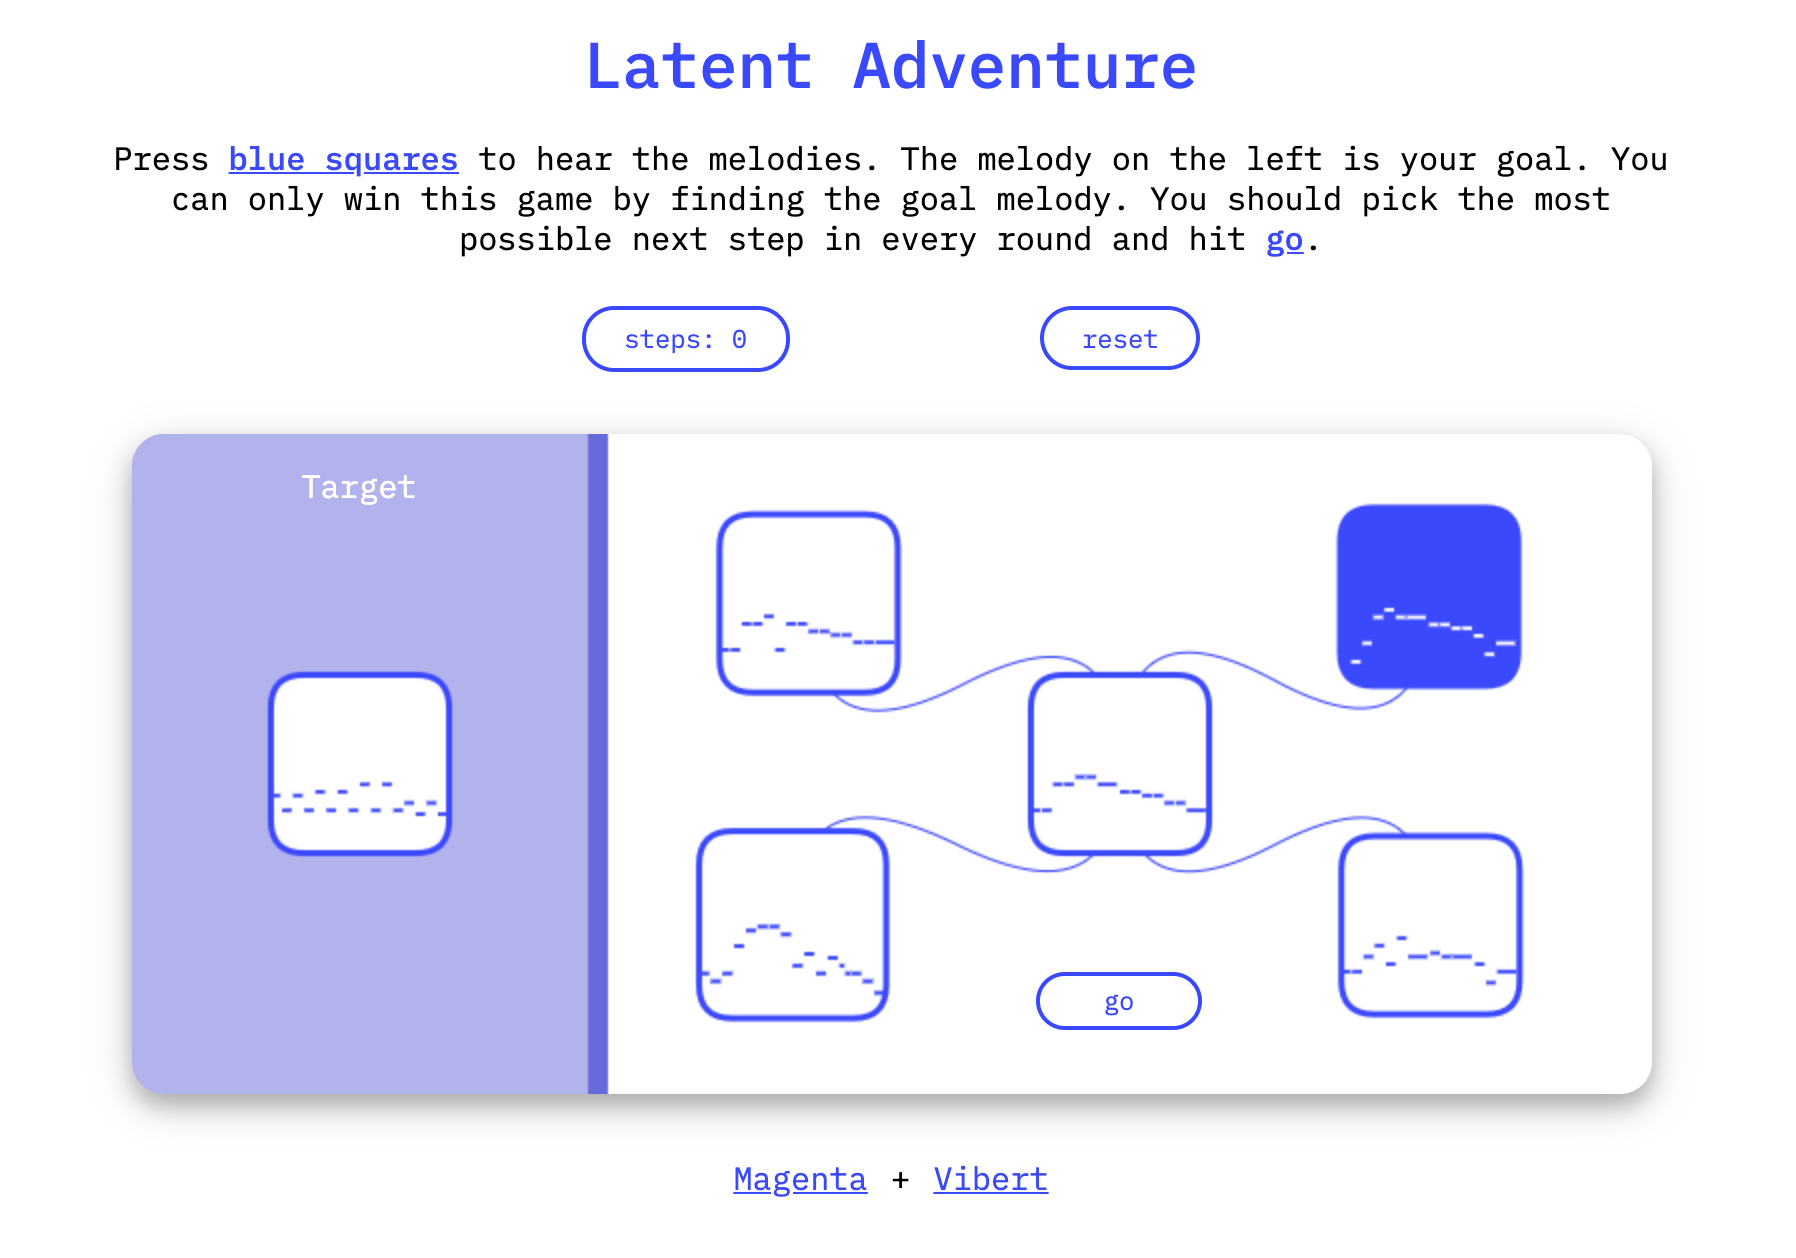 Latent Adventure
Press blue squares to hear the melodies. The melody on the left is your goal. You
can only win this game by finding the goal melody. You should pick the most
possible next step in every round and hit go.
steps: 0
reset
Target
go
Magenta + Vibert